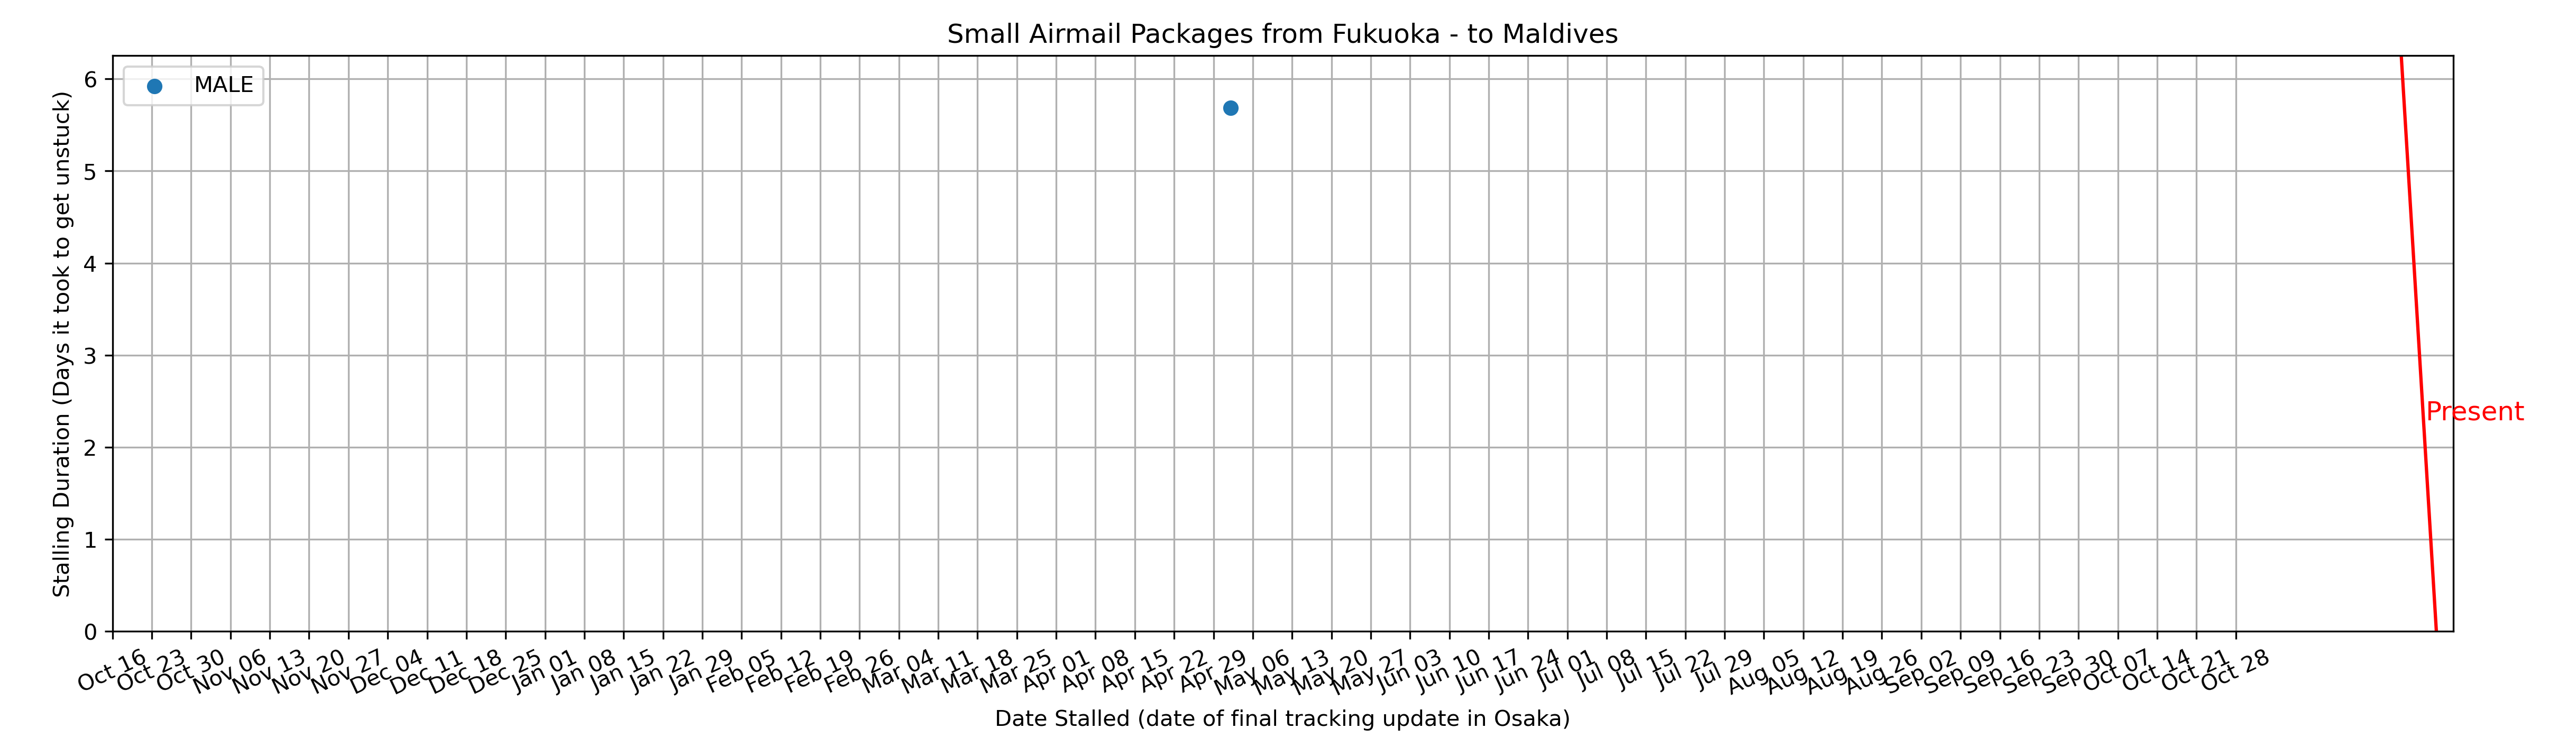 Small Airmail Packages from Fukuoka - to Maldives
MALE
Stalling Duration (Days it took to get unstuck)
6
5
4
3
2
1
0
Present
Oct 16
Oct 23
Oct 30
Nov 06
Nov 13
Nov 20
Nov 27
Dec 04
Dec 11
Dec 18
Dec 25
Jan 01
Jan 08
Jan 15
Jan 22
Jan 29
Feb 05
Feb 12
Feb 19
Feb 26
Mar 04
Mar 11
Mar 18
Mar 25
Apr 01
Apr 08
Apr 15
Apr 22
Apr 29
May 06
May 13
May 20
May 27
Jun 03
Jun 10
Jun 17
Jun 24
Jul 01
Jul 08
Jul 15
Jul 22
Jul 29
Aug 05
Aug 12
Aug 19
Aug 26
Sep 02
Sep 09
Sep 16
Sep 23
Sep 30
Oct 07
Oct 14
Oct 21
Oct 28
Date Stalled (date of final tracking update in Osaka)